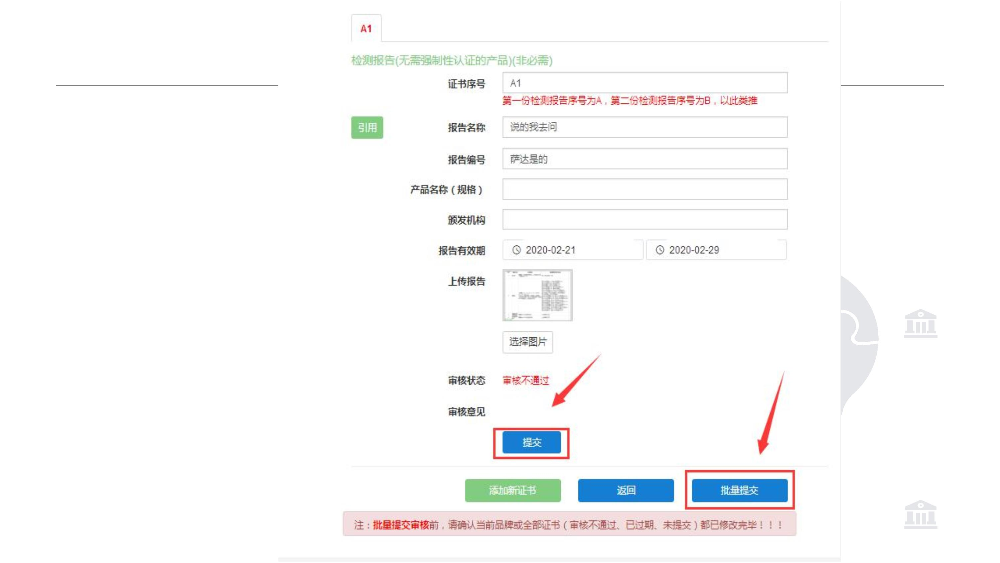 A1
检测报告(无需强制性认证的产品)(非必需)
证书序号 A1
第一份检测报告序号为A，第二份检测报告序号为B，以此类推
引用 报告名称 说的我去问
报告编号 萨达是的
产品名称（规格）
颁发机构
报告有效期 2020-02-21 2020-02-29
上传报告
选择图片
审核状态 审核不通过
审核意见
提交
添加新证书 返回 批量提交
注：批量提交审核前，请确认当前品牌或全部证书（审核不通过、已过期、未提交）都已修改完毕！！！